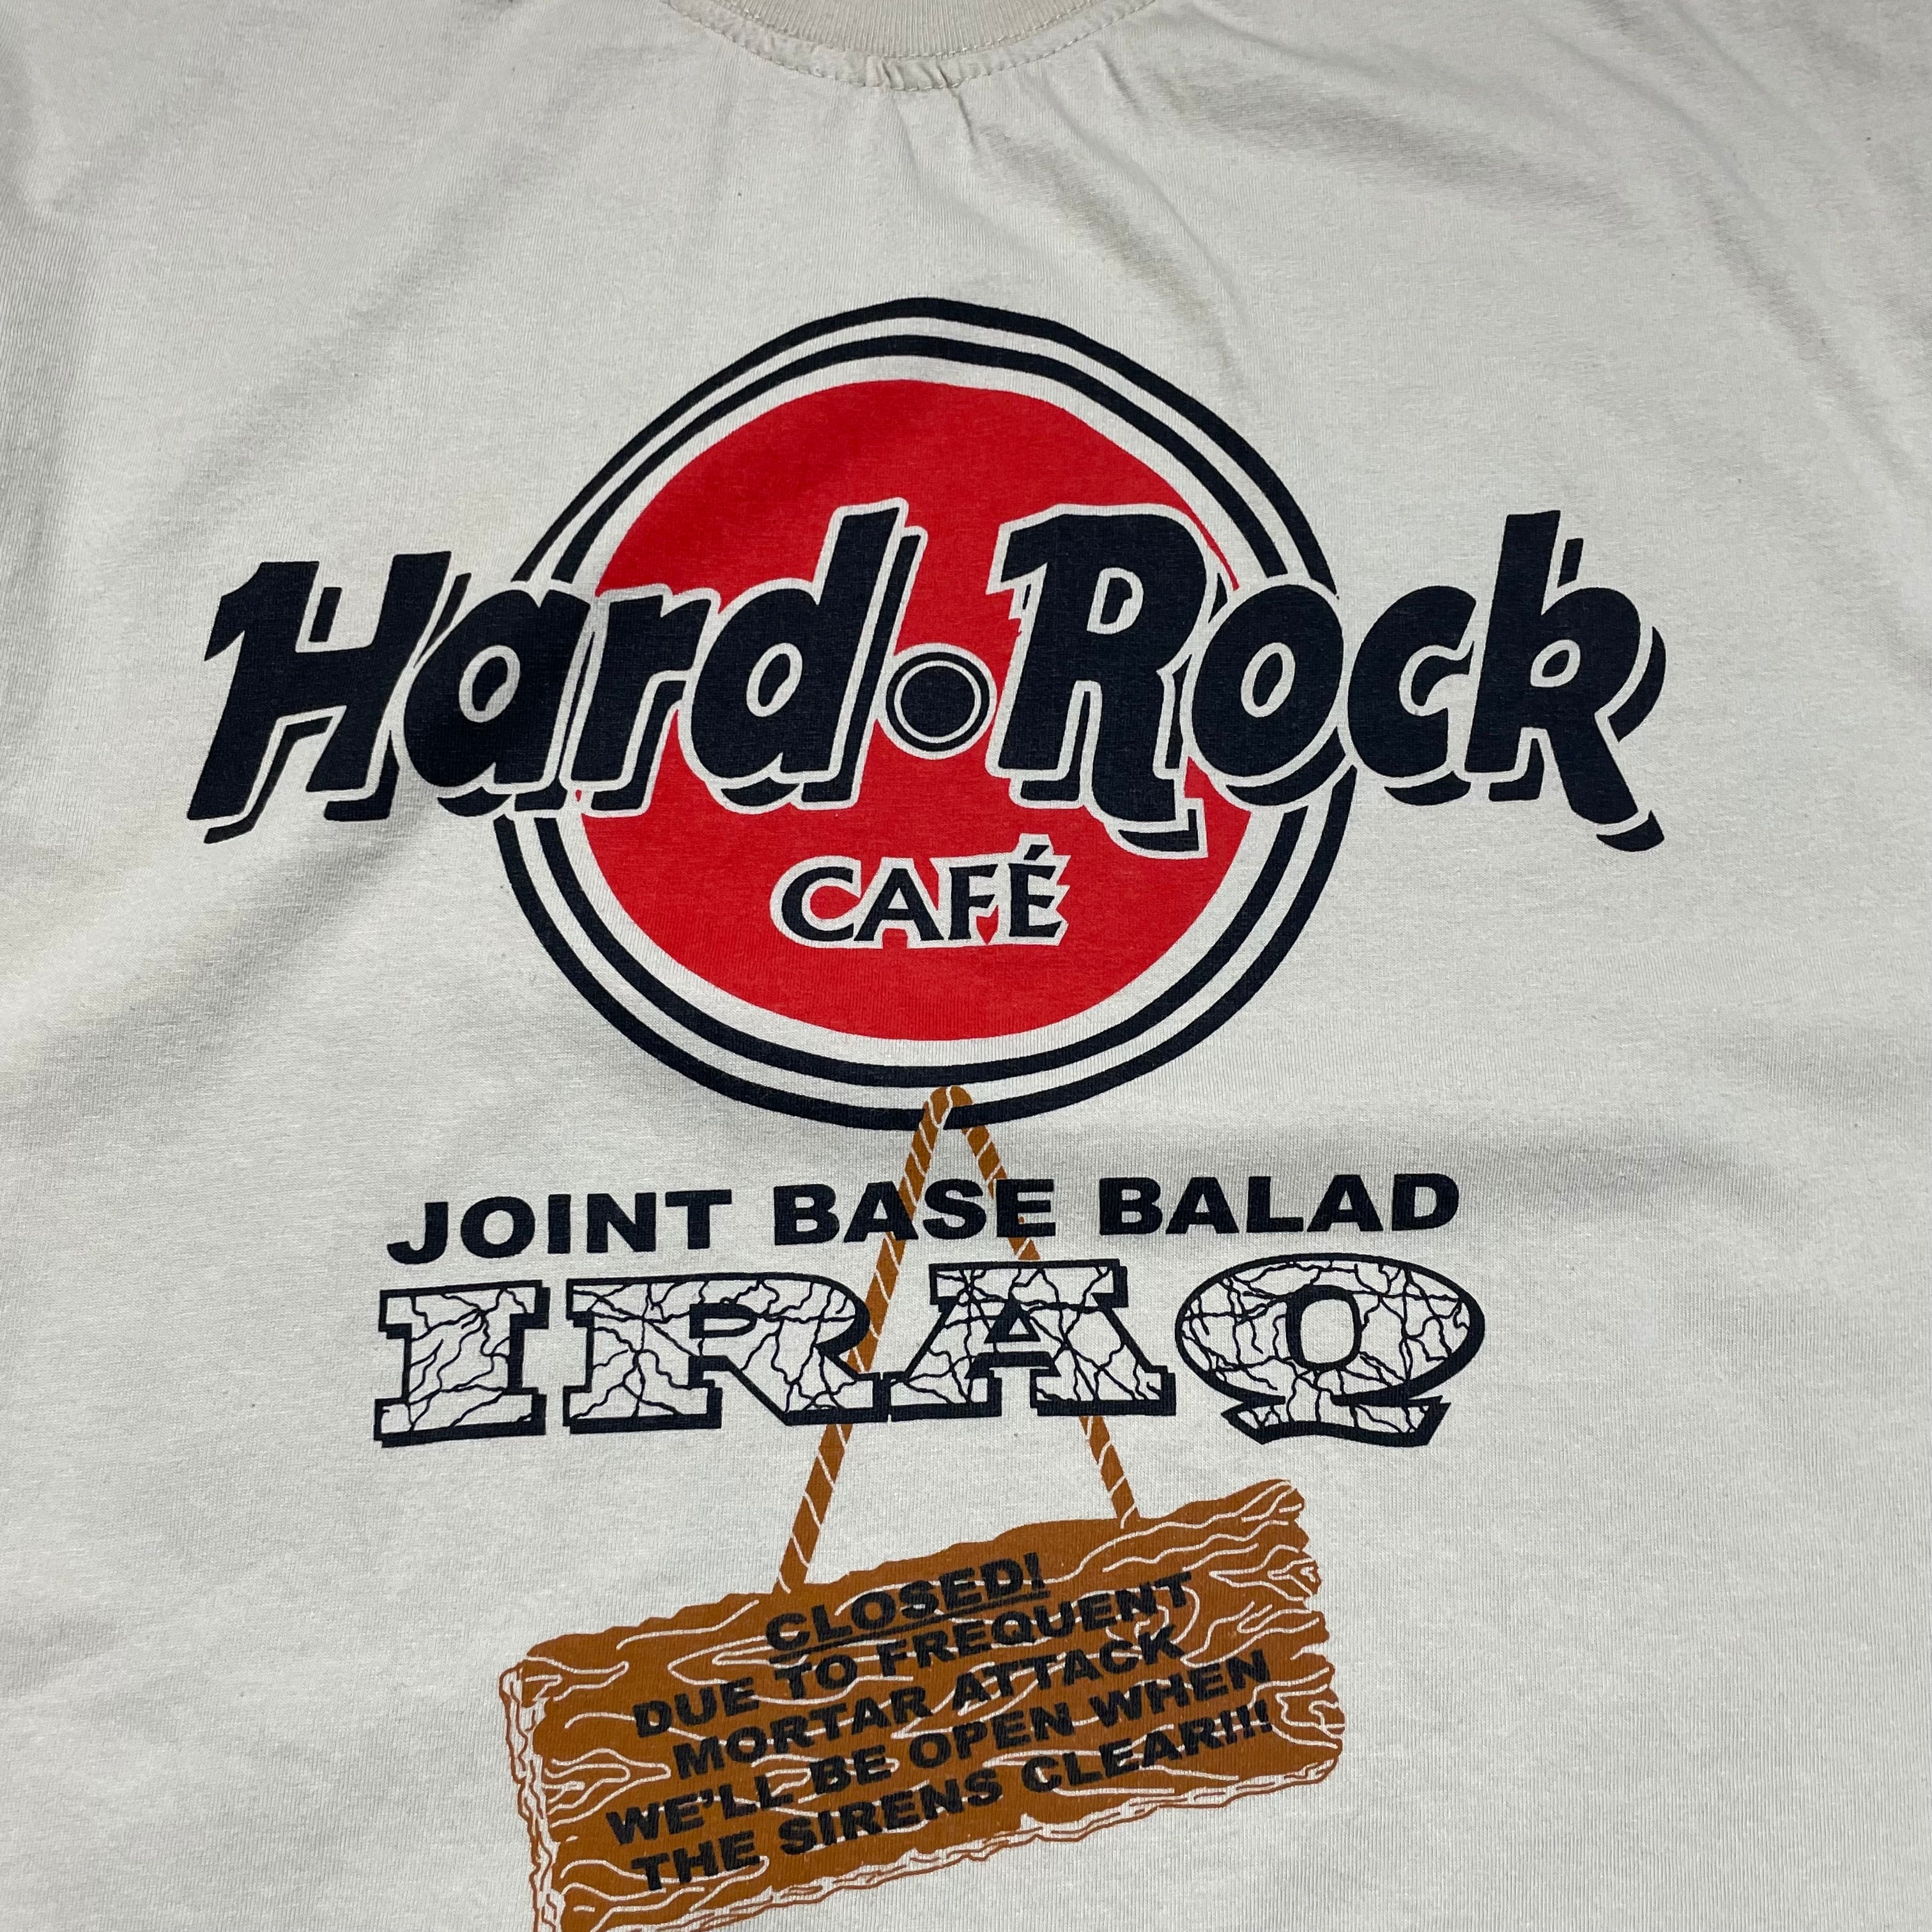 Hard Rock
CAFÉ
JOINT BASE BALAD
IRAQ
CLOSED!
DUE TO FREQUENT
MORTAR ATTACK
WE'LL BE OPEN WHEN
THE SIRENS CLEAR!!!